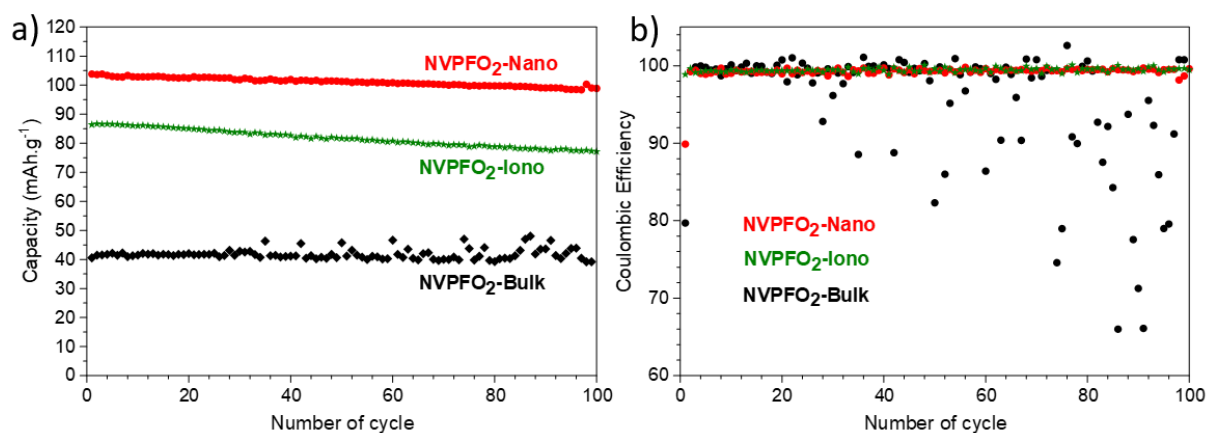 a)
Capacity (mAh.g⁻¹)
120
110
100
90
80
70
60
50
40
30
20
10
0
NVPFO₂-Nano
NVPFO₂-Iono
NVPFO₂-Bulk
0 20 40 60 80 100
Number of cycle
b)
Coulombic Efficiency
100
90
80
70
60
NVPFO₂-Nano
NVPFO₂-Iono
NVPFO₂-Bulk
0 20 40 60 80 100
Number of cycle